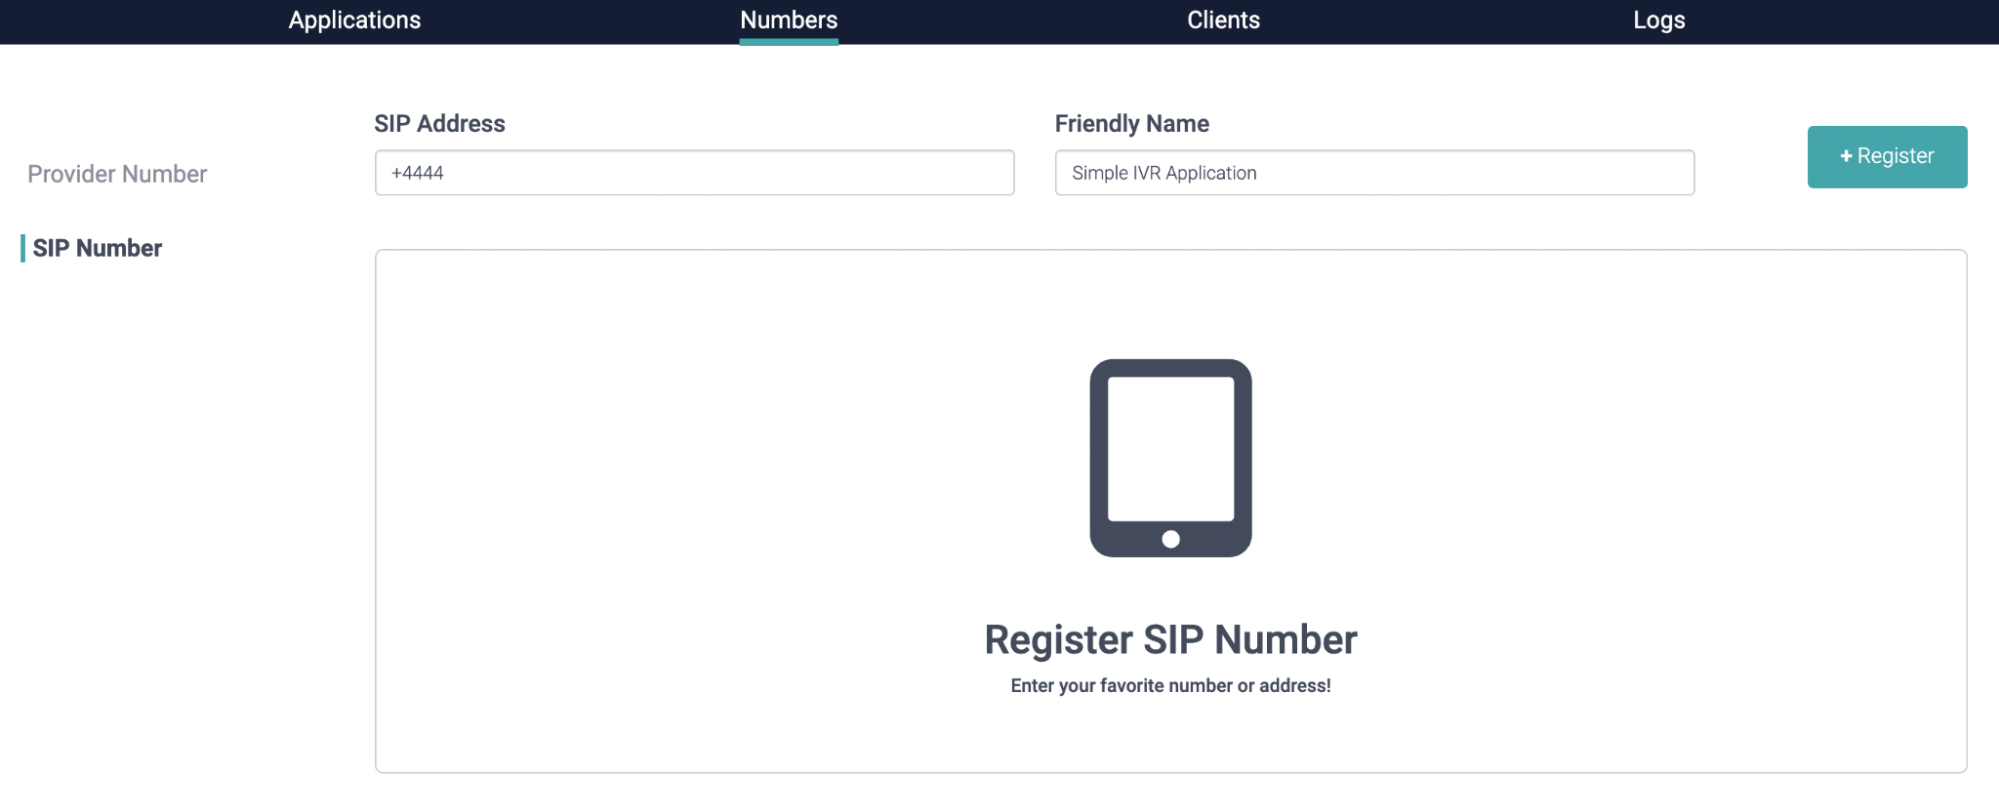 Applications
Numbers
Clients
Logs
Provider Number
SIP Number
SIP Address
+4444
Friendly Name
Simple IVR Application
+ Register
Register SIP Number
Enter your favorite number or address!